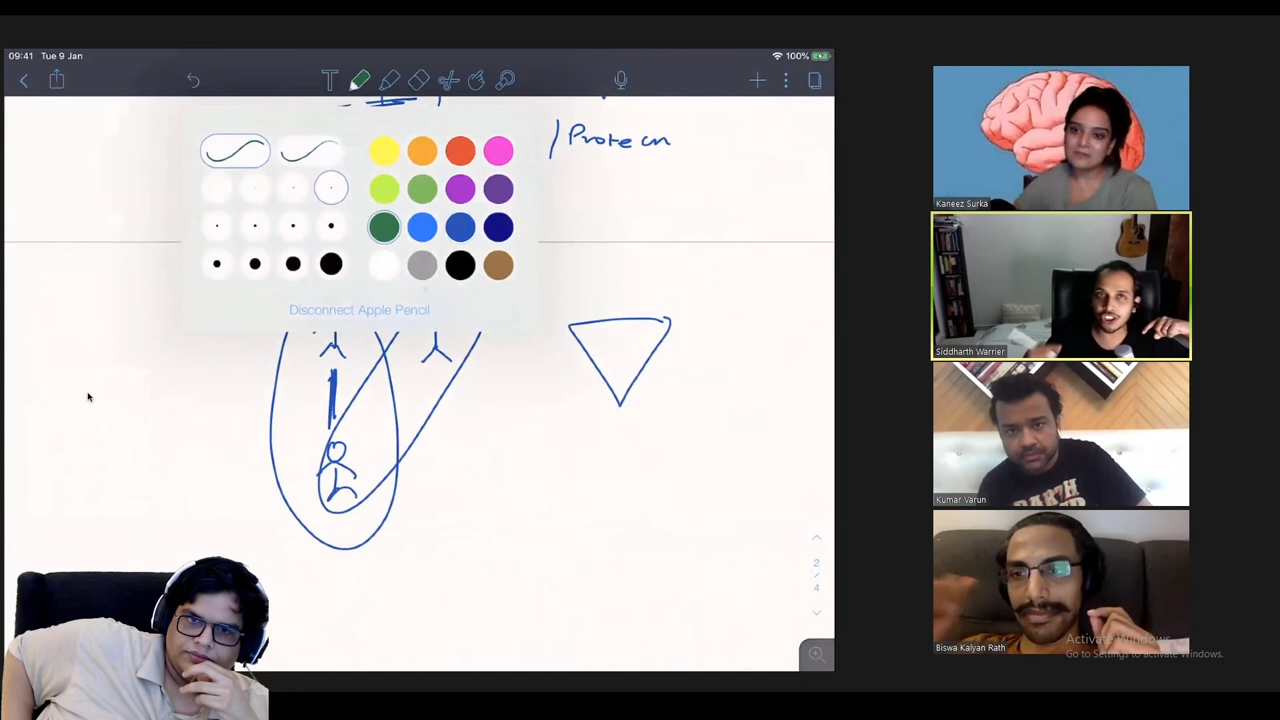 09:41 Tue 9 Jan
100%
T
Disconnect Apple Pencil
2
4
Kaneez Surka
Siddharth Warrier
Kumar Varun
Biswa Kalyan Rath
Activate Windows
Go to Settings to activate Windows.